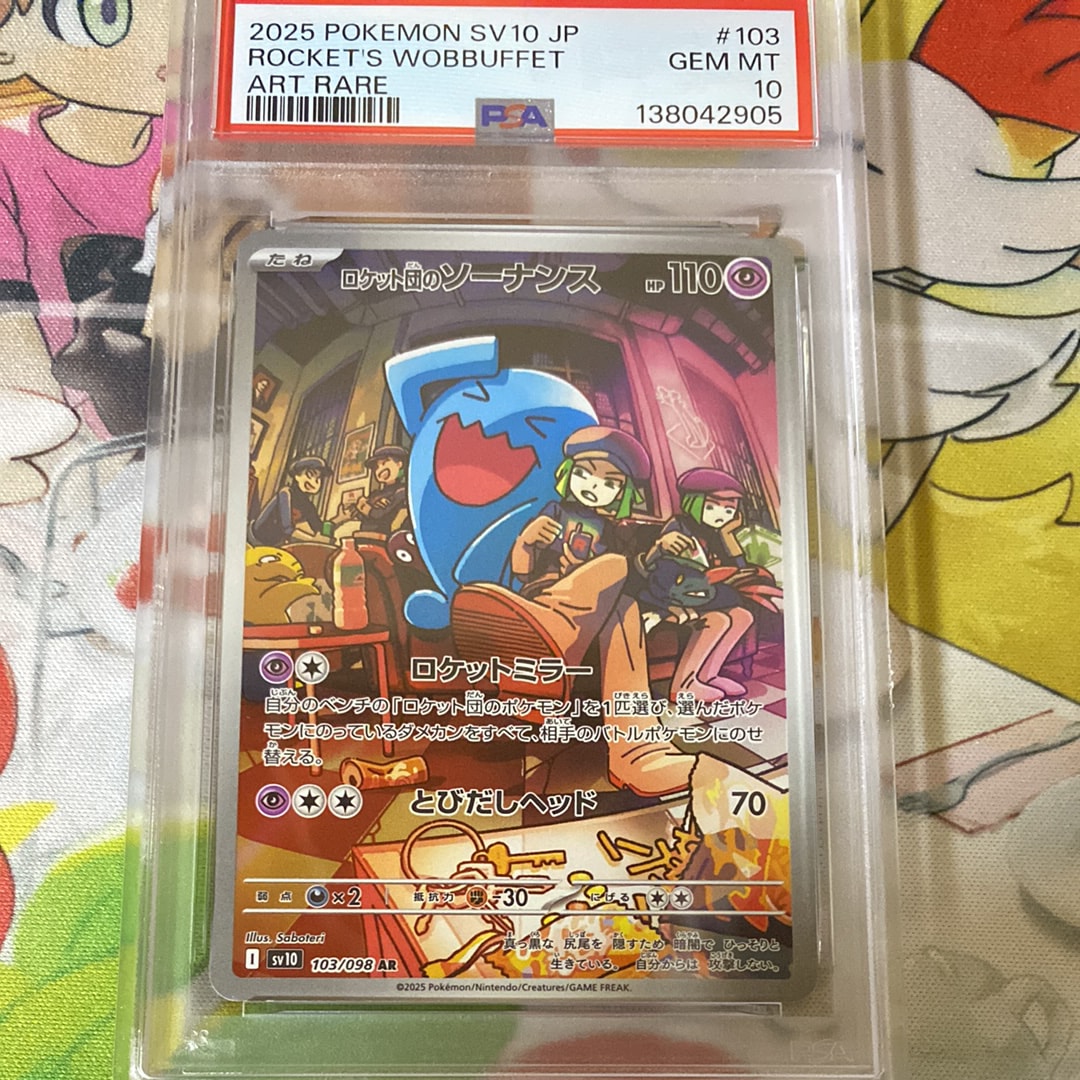 2025 POKEMON SV10 JP #103
ROCKET'S WOBBUFFET GEM MT
ART RARE 10
PSA 138042905
たね ロケット団のソーナンス HP 110
ロケットミラー
自分のベンチの「ロケット団のポケモン」を1匹選び、選んだポケ
モンにのっているダメカンをすべて、相手のバトルポケモンにのせ
替える。
とびだしヘッド 70
弱点 ×2 抵抗力 -30 にげる
Illus. Saboteri
真っ黒な 尻尾を 隠すため 暗闇で ひっそりと
生きている。 自分からは 攻撃しない。
I sv10 103/098 AR
©2025 Pokémon/Nintendo/Creatures/GAME FREAK.